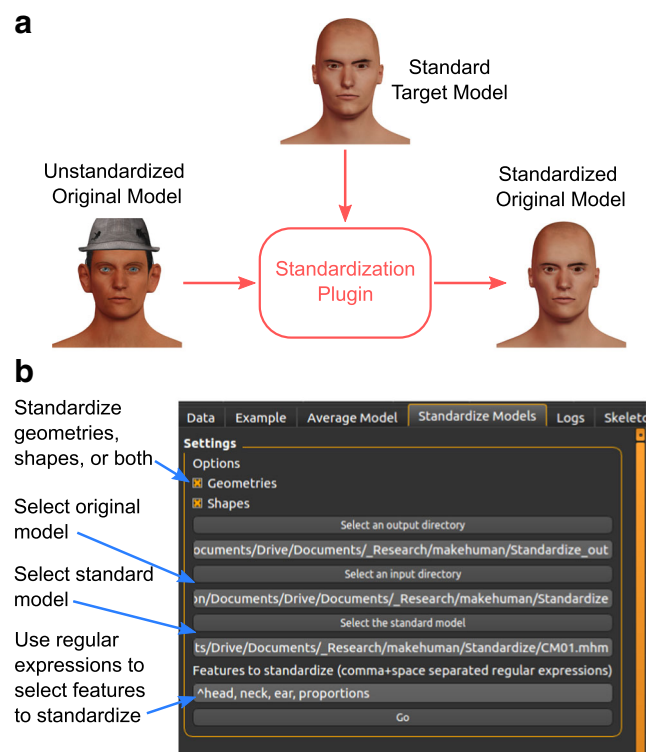 a
Standard
Target Model
Unstandardized
Original Model
Standardized
Original Model
Standardization
Plugin
b
Standardize
geometries,
shapes, or both
Select original
model
Select standard
model
Use regular
expressions to
select features
to standardize
Data Example Average Model Standardize Models Logs Skeleto
Settings
Options
Geometries
Shapes
Select an output directory
ocuments/Drive/Documents/_Research/makehuman/Standardize_out
Select an input directory
on/Documents/Drive/Documents/_Research/makehuman/Standardize
Select the standard model
ts/Drive/Documents/_Research/makehuman/Standardize/CM01.mhm
Features to standardize (comma+space separated regular expressions)
^head, neck, ear, proportions
Go